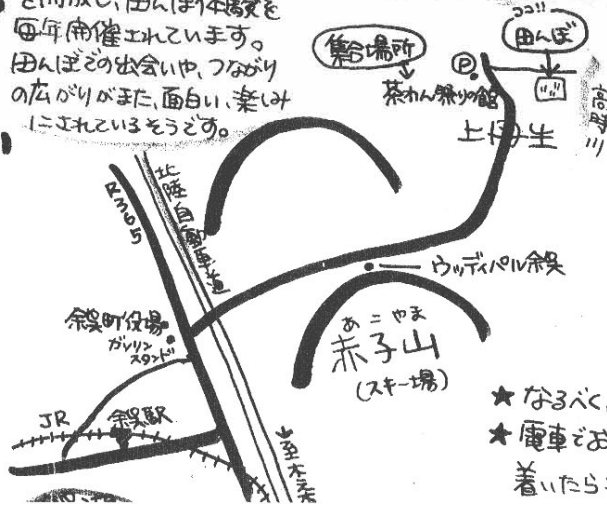 を開放し、田んぼ体験を
毎年開催されています。
田んぼでの出会いや、つながり
の広がりがまた、面白い、楽しみ
にされているそうです。
集合場所
ココ!!
田んぼ
P
茶わん祭りの館
上丹生
高時川
R365
北陸自動車道
ウッディパル余呉
余呉町役場
ガソリン
スタンド
あこやま
赤子山
(スキー場)
JR
余呉駅
至木之本
★なるべく、
★電車でお
着いたら